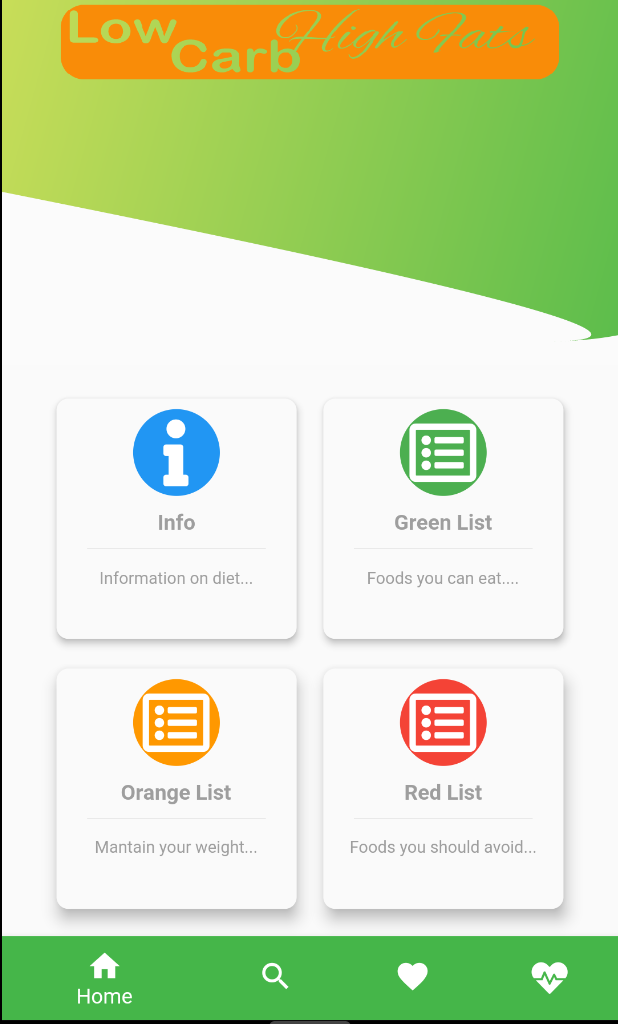 Low High Fats
Carb
Info
Information on diet...
Green List
Foods you can eat....
Orange List
Mantain your weight...
Red List
Foods you should avoid...
Home